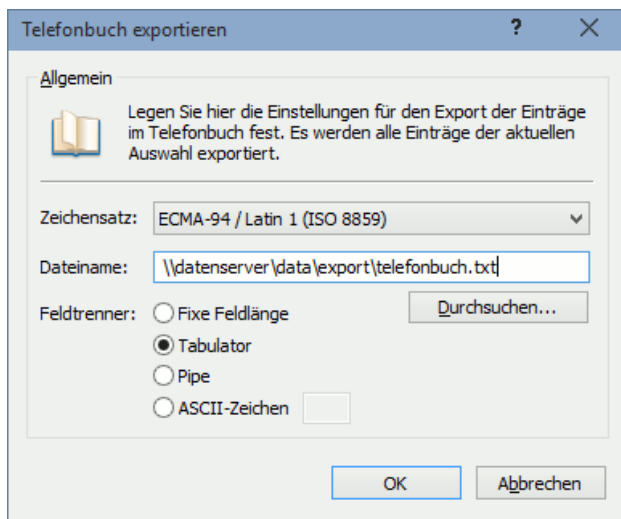 Telefonbuch exportieren
?
Allgemein
Legen Sie hier die Einstellungen für den Export der Einträge
im Telefonbuch fest. Es werden alle Einträge der aktuellen
Auswahl exportiert.
Zeichensatz: ECMA-94 / Latin 1 (ISO 8859)
Dateiname: \\datenserver\data\export\telefonbuch.txt
Feldtrenner: Fixe Feldlänge Durchsuchen...
Tabulator
Pipe
ASCII-Zeichen
OK Abbrechen